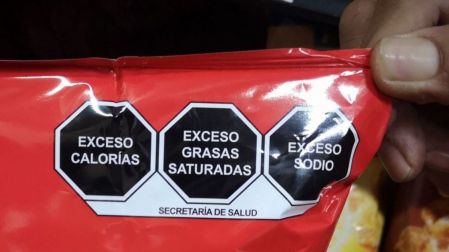 EXCESO
CALORÍAS
EXCESO
GRASAS
SATURADAS
EXCESO
SODIO
SECRETARÍA DE SALUD